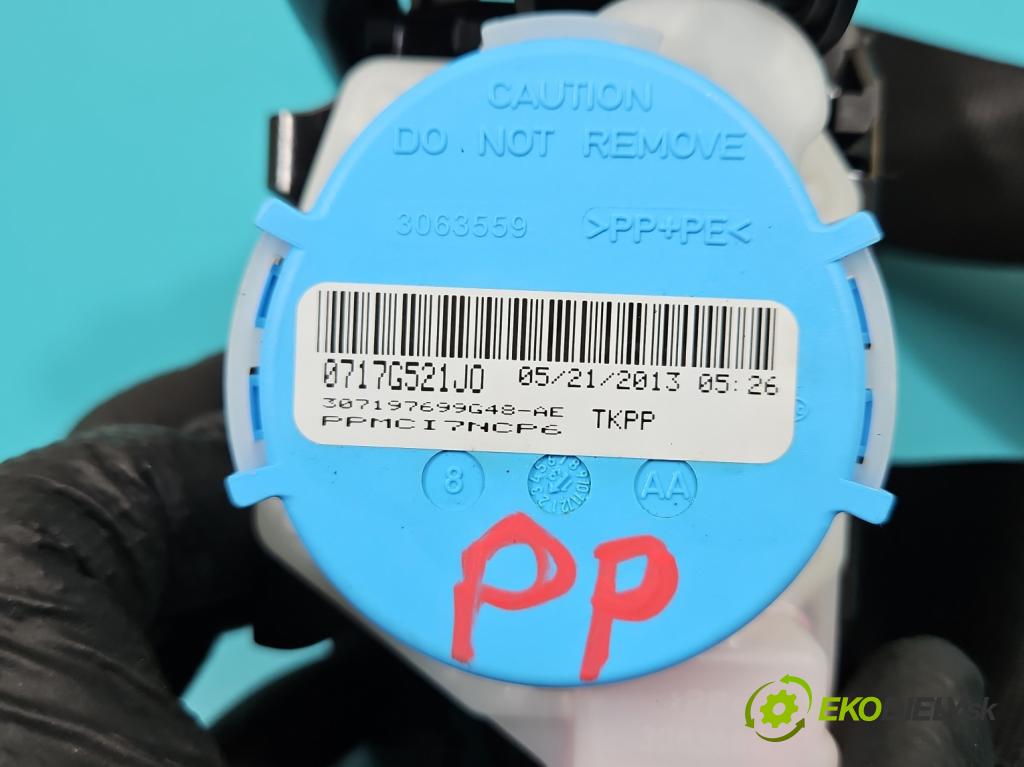 CAUTION
DO NOT REMOVE
3063559 >PP+PE<
0717G521J0 05/21/2013 05:26
307197699G48-AE TKPP
PPMCI7NCP6
8 AA
PP
EKODIELY.sk